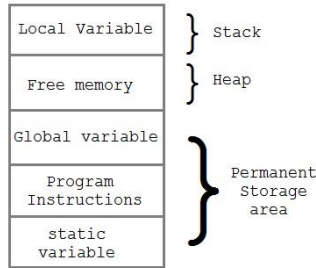 Local Variable
Stack
Free memory
Heap
Global variable
Program
Instructions
static
variable
Permanent
Storage
area